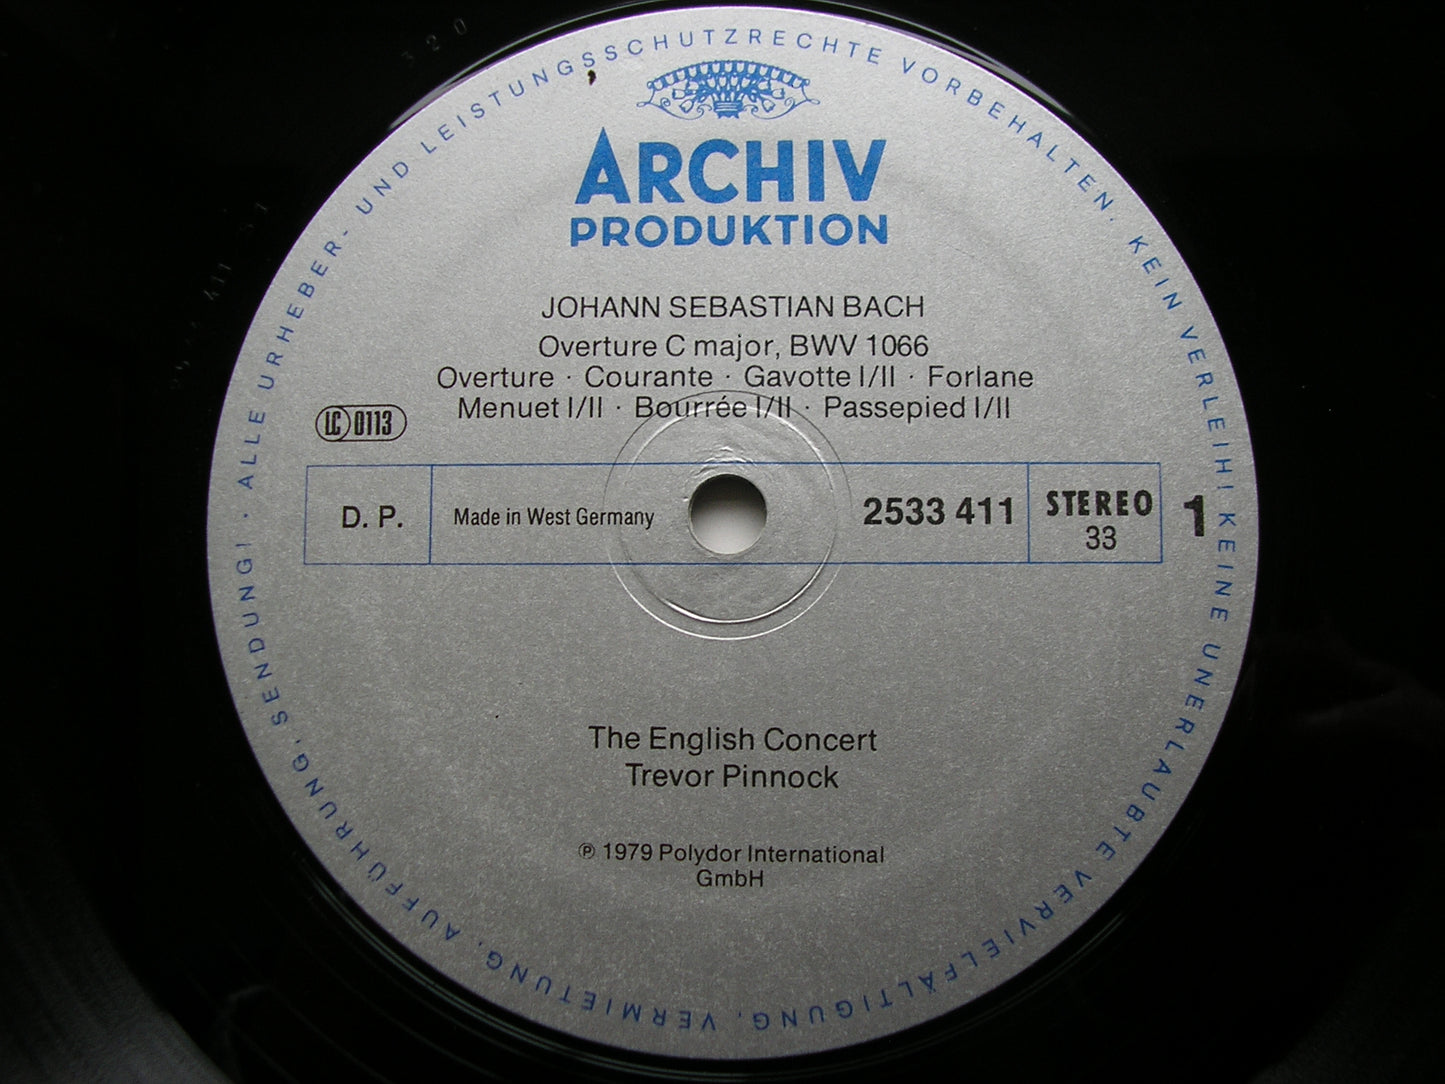 ALLE URHEBER- UND LEISTUNGSSCHUTZRECHTE VORBEHALTEN · KEIN VERLEIH! KEINE UNERLAUBTE VERVIELFÄLTIGUNG, VERMIETUNG, AUFFÜHRUNG, SENDUNG! ·
ARCHIV
PRODUKTION
JOHANN SEBASTIAN BACH
Overture C major, BWV 1066
Overture · Courante · Gavotte I/II · Forlane
Menuet I/II · Bourrée I/II · Passepied I/II
LC 0113
D. P. Made in West Germany 2533 411 STEREO 1
33
The English Concert
Trevor Pinnock
℗ 1979 Polydor International
GmbH